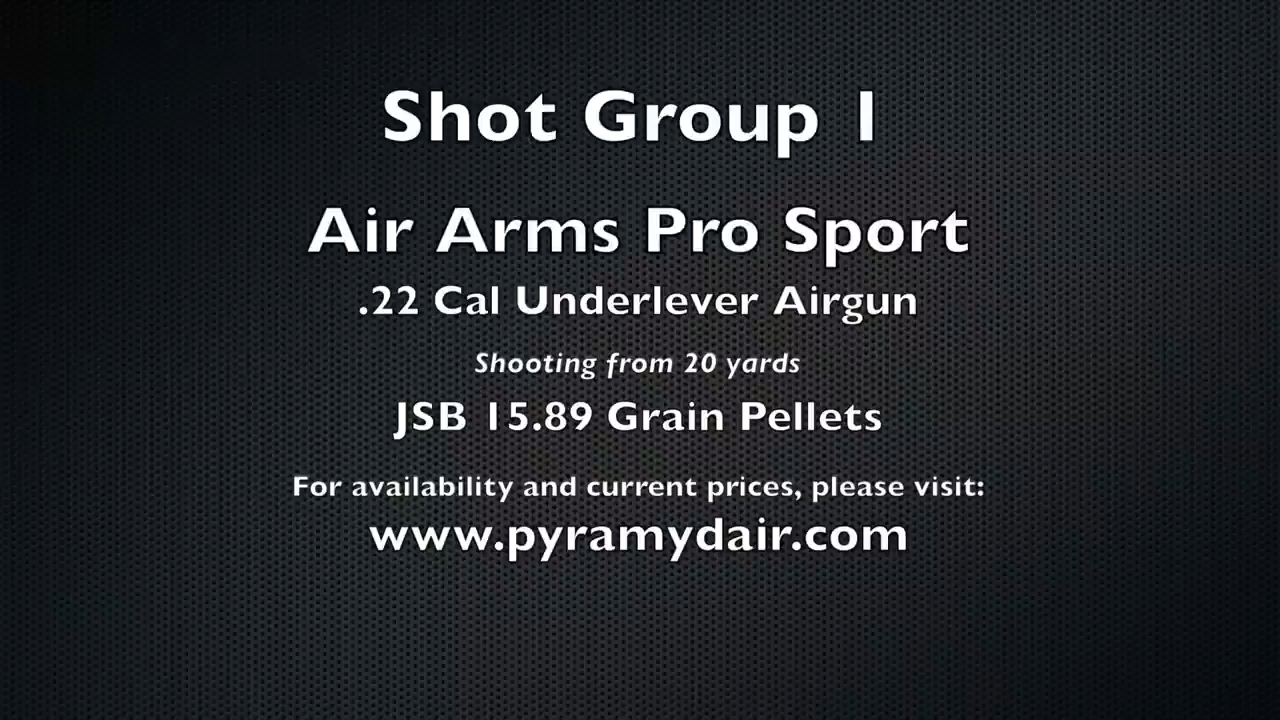 Shot Group 1
Air Arms Pro Sport
.22 Cal Underlever Airgun
Shooting from 20 yards
JSB 15.89 Grain Pellets
For availability and current prices, please visit:
www.pyramydair.com